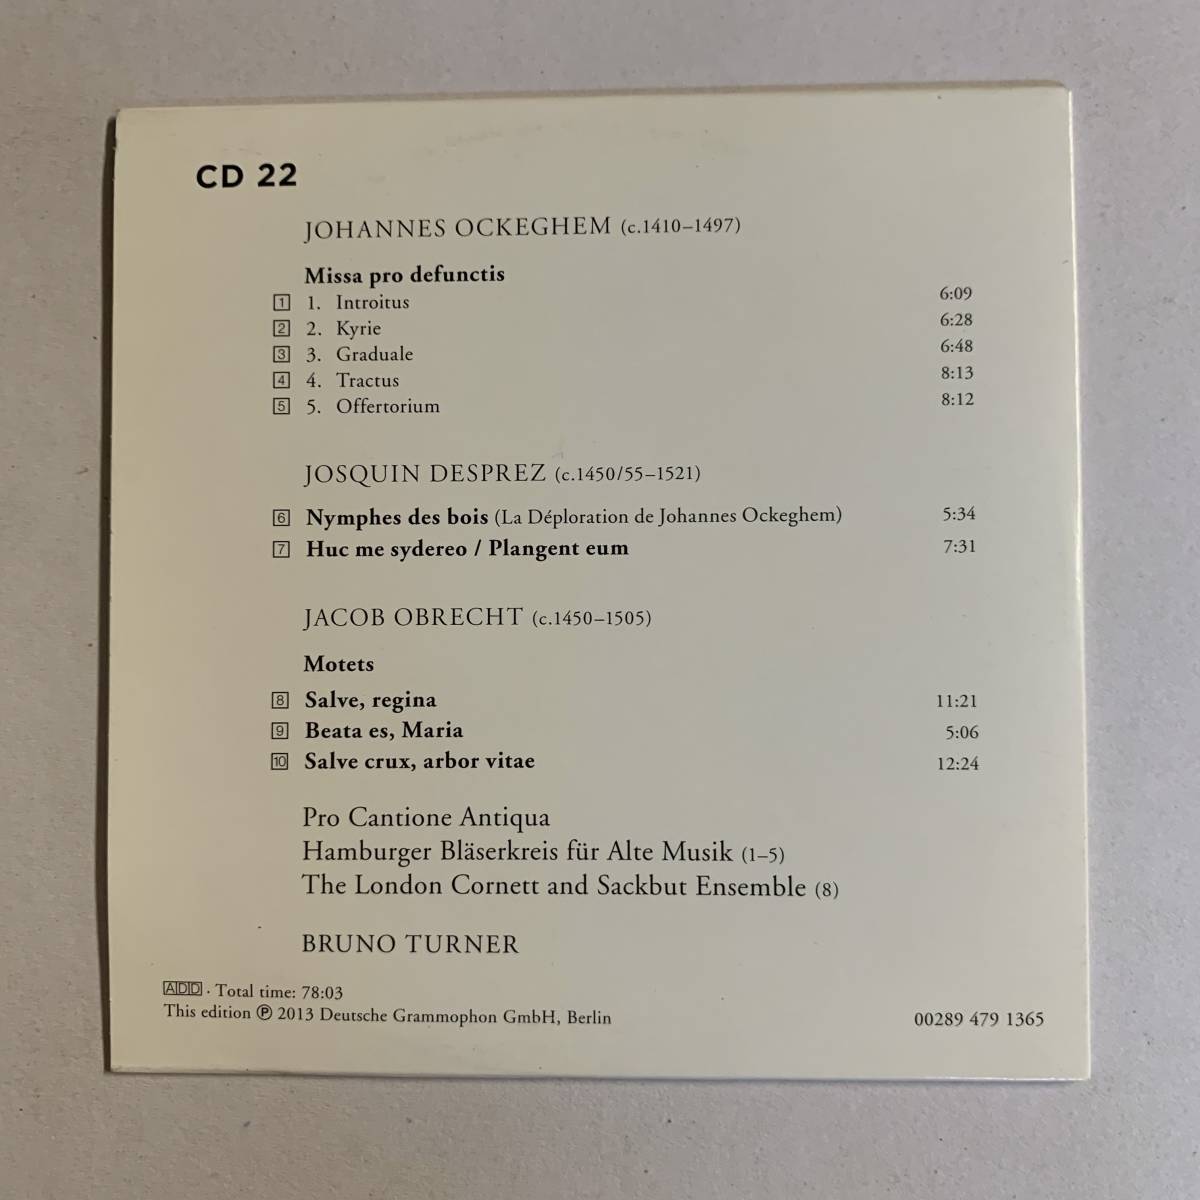 CD 22
JOHANNES OCKEGHEM (c.1410–1497)
Missa pro defunctis
1 1. Introitus 6:09
2 2. Kyrie 6:28
3 3. Graduale 6:48
4 4. Tractus 8:13
5 5. Offertorium 8:12
JOSQUIN DESPREZ (c.1450/55–1521)
6 Nymphes des bois (La Déploration de Johannes Ockeghem) 5:34
7 Huc me sydereo / Plangent eum 7:31
JACOB OBRECHT (c.1450–1505)
Motets
8 Salve, regina 11:21
9 Beata es, Maria 5:06
10 Salve crux, arbor vitae 12:24
Pro Cantione Antiqua
Hamburger Bläserkreis für Alte Musik (1–5)
The London Cornett and Sackbut Ensemble (8)
BRUNO TURNER
ADD · Total time: 78:03
This edition ℗ 2013 Deutsche Grammophon GmbH, Berlin 00289 479 1365